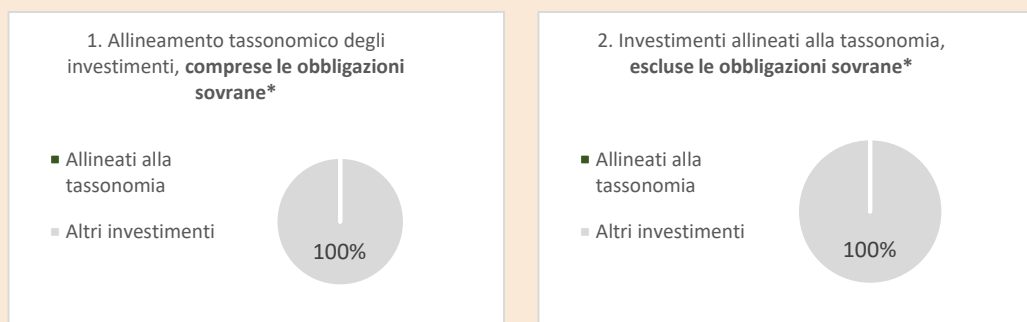 1. Allineamento tassonomico degli
investimenti, comprese le obbligazioni
sovrane*
Allineati alla
tassonomia
Altri investimenti
100%
2. Investimenti allineati alla tassonomia,
escluse le obbligazioni sovrane*
Allineati alla
tassonomia
Altri investimenti
100%